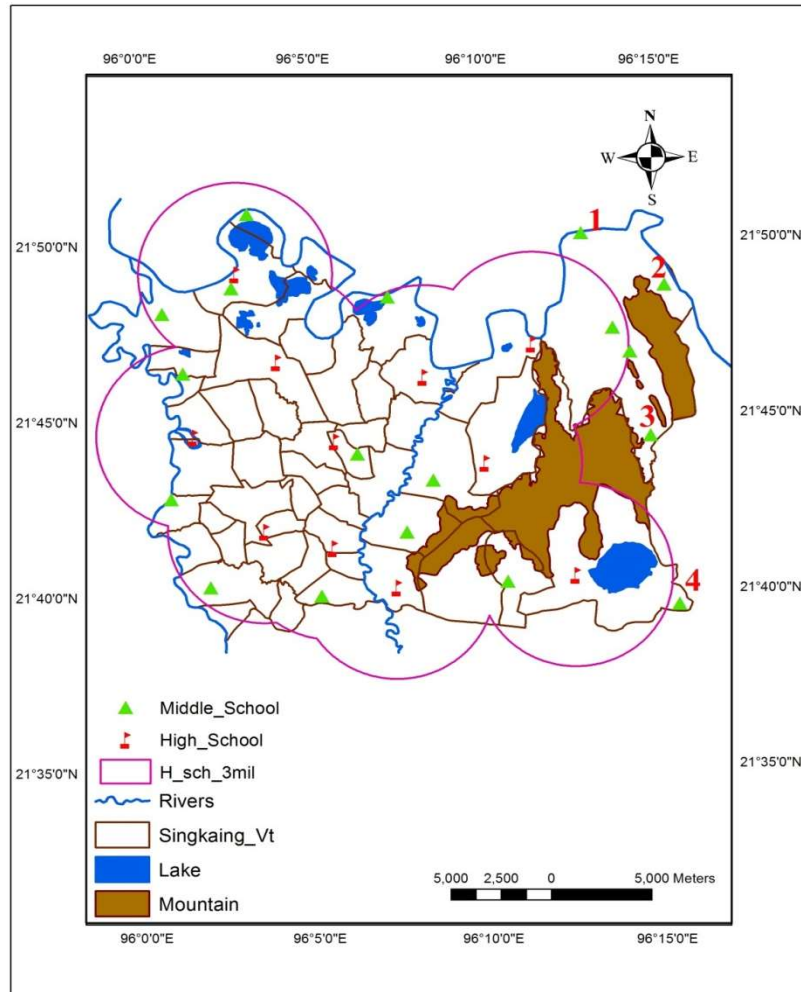 96°0'0"E 96°5'0"E 96°10'0"E 96°15'0"E
N
W E
S
1
21°50'0"N 21°50'0"N
2
21°45'0"N 21°45'0"N
3
21°40'0"N 4 21°40'0"N
Middle_School
High_School
21°35'0"N H_sch_3mil 21°35'0"N
Rivers
Singkaing_Vt
Lake
Mountain
5,000 2,500 0 5,000 Meters
96°0'0"E 96°5'0"E 96°10'0"E 96°15'0"E